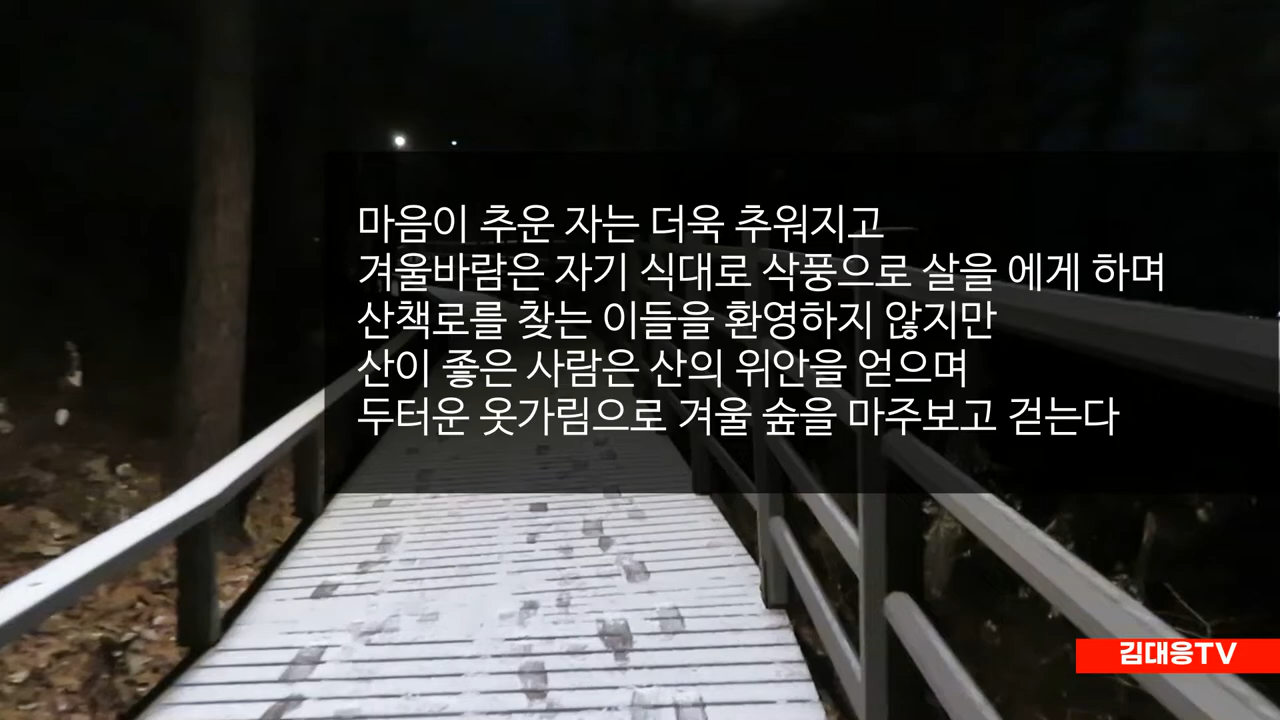 마음이 추운 자는 더욱 추워지고
겨울바람은 자기 식대로 삭풍으로 살을 에게 하며
산책로를 찾는 이들을 환영하지 않지만
산이 좋은 사람은 산의 위안을 얻으며
두터운 옷가림으로 겨울 숲을 마주보고 걷는다
김대응TV